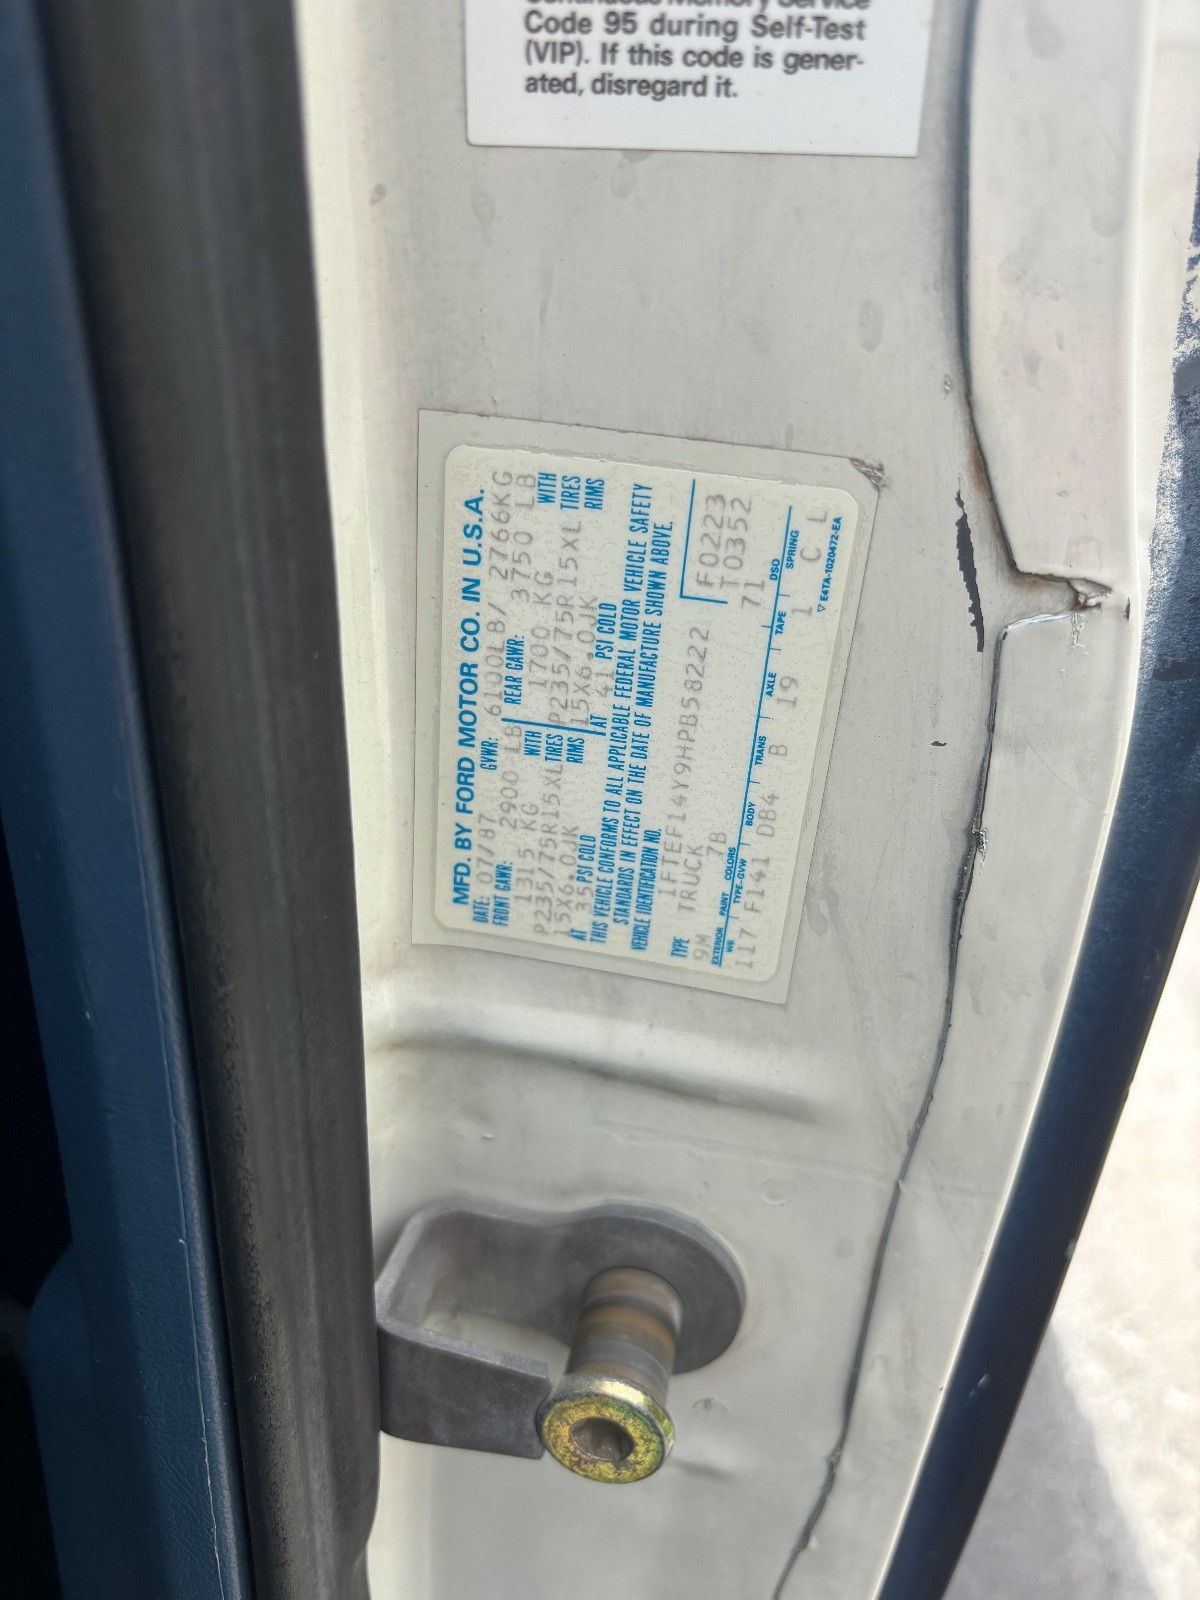 Continuous Memory Service
Code 95 during Self-Test
(VIP). If this code is gener-
ated, disregard it.
MFD. BY FORD MOTOR CO. IN U.S.A.
DATE: 07/87 GVWR: 6100LB/ 2766KG
FRONT GAWR: 2900 LB REAR GAWR: 3750 LB
1315 KG WITH 1700 KG WITH
P235/75R15XL TIRES P235/75R15XL TIRES
15X6.0JK RIMS 15X6.0JK RIMS
AT 35 PSI COLD AT 41 PSI COLD
THIS VEHICLE CONFORMS TO ALL APPLICABLE FEDERAL MOTOR VEHICLE SAFETY
STANDARDS IN EFFECT ON THE DATE OF MANUFACTURE SHOWN ABOVE.
VEHICLE IDENTIFICATION NO.
1FTEF14Y9HPB58222 F0223
TYPE TRUCK T0352
9M 7B 71
EXTERIOR PAINT COLORS DSO
WB TYPE-GVW BODY TRANS AXLE TAPE SPRING
117 F141 DB4 B 19 1 C L
▽ E4TA-1020472-EA